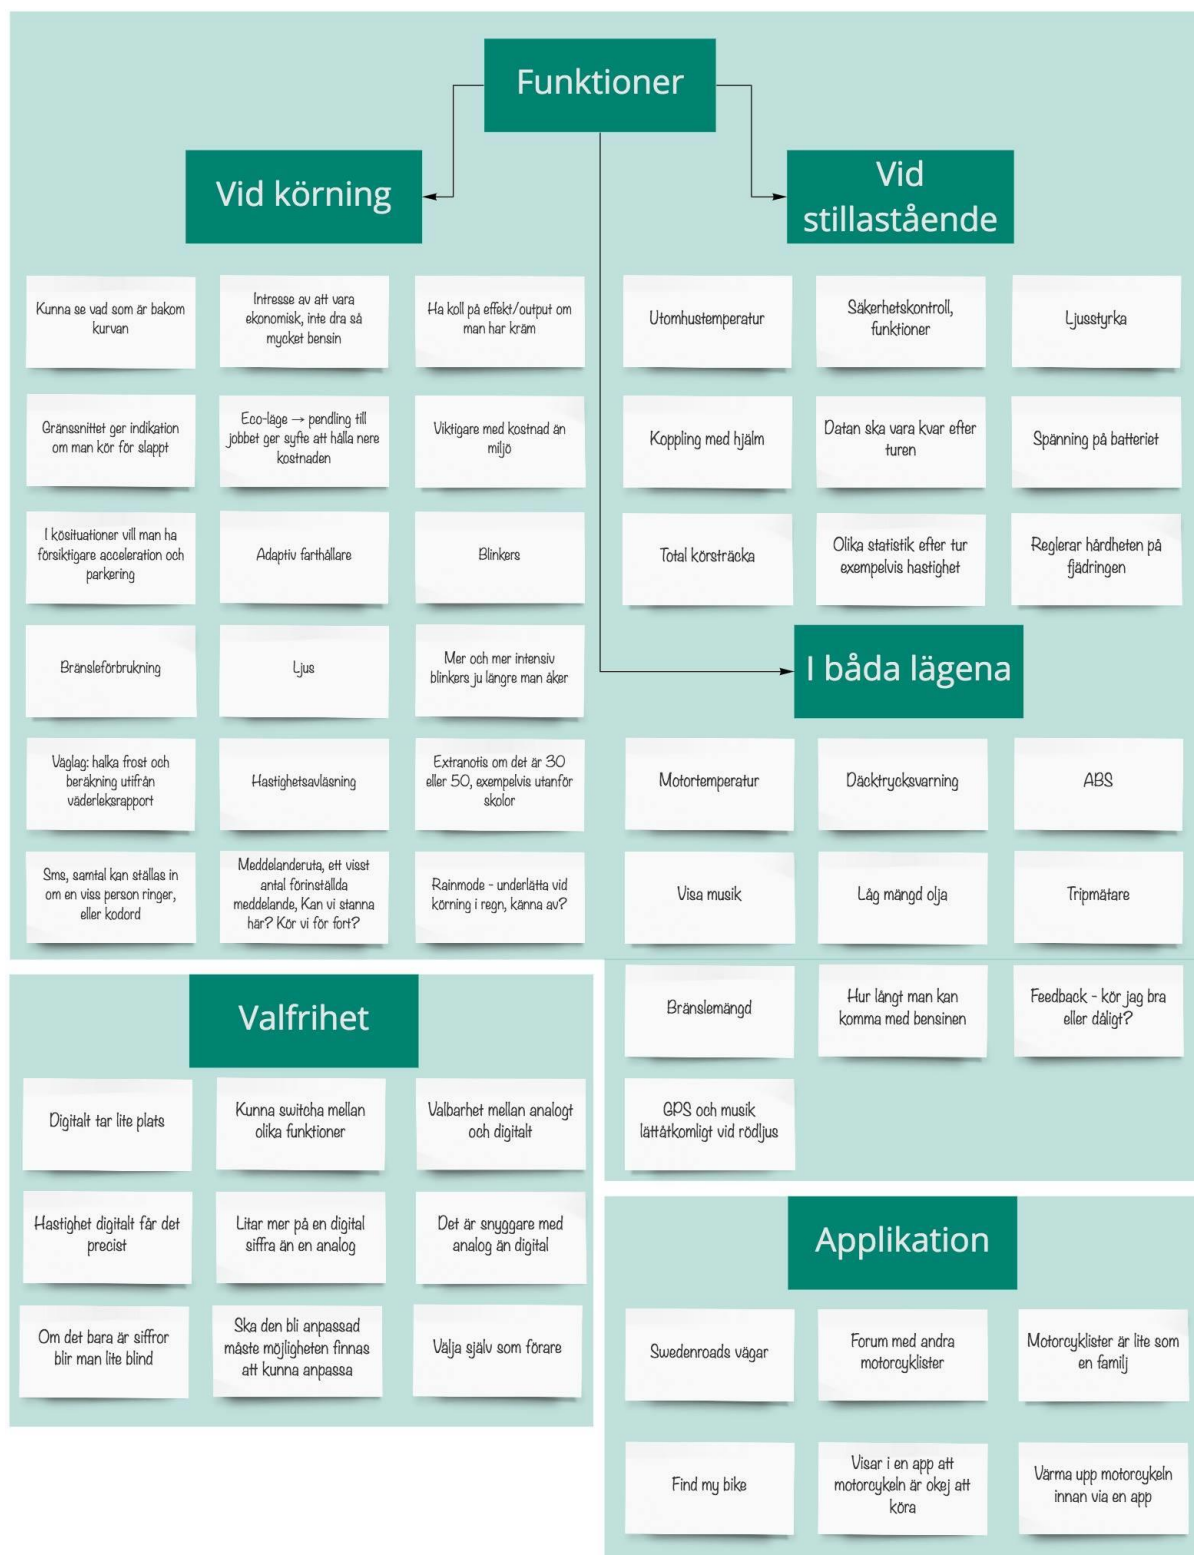 Funktioner
Vid körning
Kunna se vad som är bakom
kurvan
Intresse av att vara
ekonomisk, inte dra så
mycket bensin
Ha koll på effekt/output om
man har kräm
Gränssnittet ger indikation
om man kör för slappt
Eco-läge → pendling till
jobbet ger syfte att hålla nere
kostnaden
Viktigare med kostnad än
miljö
I kösituationer vill man ha
försiktigare acceleration och
parkering
Adaptiv farthållare
Blinkers
Bränsleförbrukning
Ljus
Mer och mer intensiv
blinkers ju längre man åker
Väglag: halka frost och
beräkning utifrån
väderleksrapport
Hastighetsavläsning
Extranotis om det är 30
eller 50, exempelvis utanför
skolor
Sms, samtal kan ställas in
om en viss person ringer,
eller kodord
Meddelanderuta, ett visst
antal förinställda
meddelande, Kan vi stanna
här? Kör vi för fort?
Rainmode - underlätta vid
körning i regn, känna av?
Vid
stillastående
Utomhustemperatur
Säkerhetskontroll,
funktioner
Ljusstyrka
Koppling med hjälm
Datan ska vara kvar efter
turen
Spänning på batteriet
Total körsträcka
Olika statistik efter tur
exempelvis hastighet
Reglerar hårdheten på
fjädringen
I båda lägena
Motortemperatur
Däcktrycksvarning
ABS
Visa musik
Låg mängd olja
Tripmätare
Bränslemängd
Hur långt man kan
komma med bensinen
Feedback - kör jag bra
eller dåligt?
GPS och musik
lättåtkomligt vid rödljus
Valfrihet
Digitalt tar lite plats
Kunna switcha mellan
olika funktioner
Valbarhet mellan analogt
och digitalt
Hastighet digitalt får det
precist
Litar mer på en digital
siffra än en analog
Det är snyggare med
analog än digital
Om det bara är siffror
blir man lite blind
Ska den bli anpassad
måste möjligheten finnas
att kunna anpassa
Välja själv som förare
Applikation
Swedenroads vägar
Forum med andra
motorcyklister
Motorcyklister är lite som
en familj
Find my bike
Visar i en app att
motorcykeln är okej att
köra
Värma upp motorcykeln
innan via en app